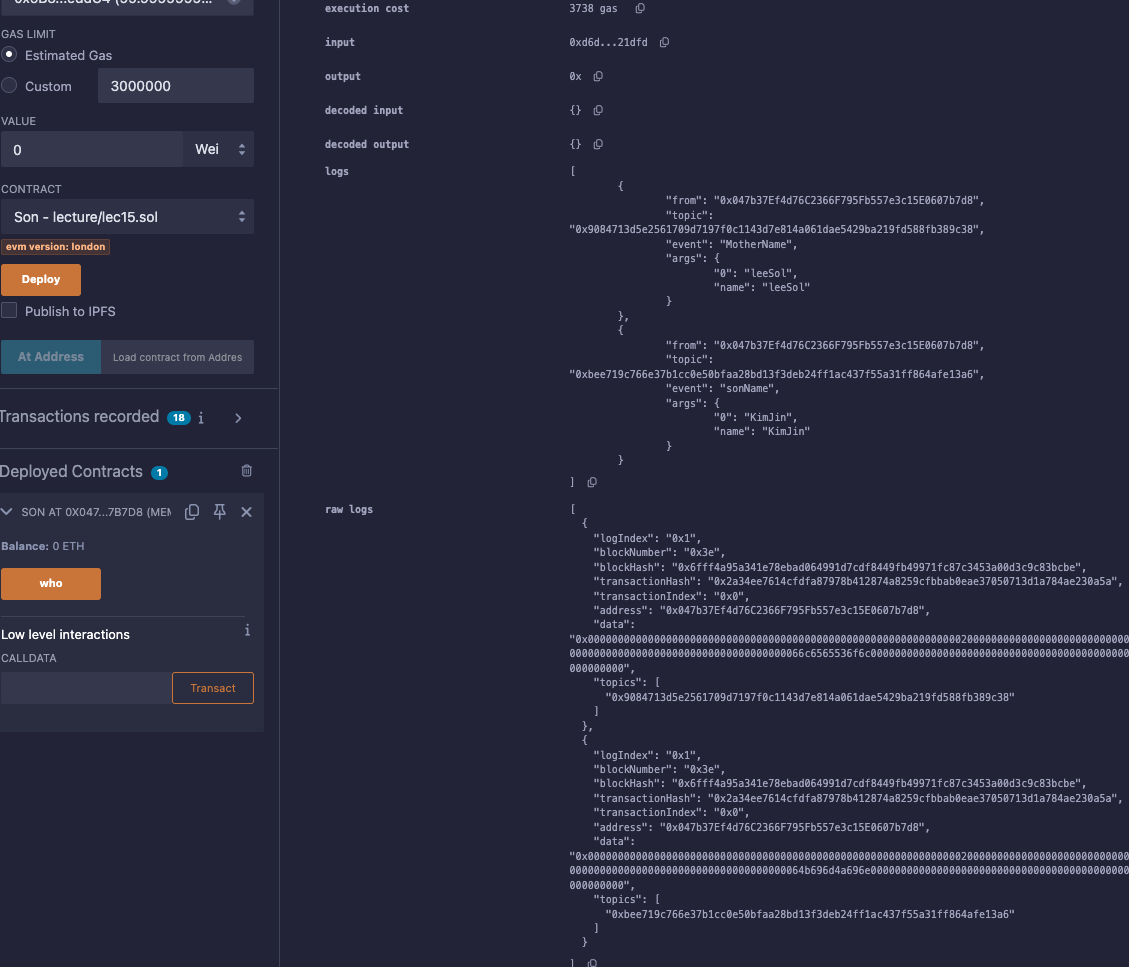 GAS LIMIT
Estimated Gas
Custom
3000000
VALUE
0
Wei
CONTRACT
Son - lecture/lec15.sol
evm version: london
Deploy
Publish to IPFS
At Address
Load contract from Addres
Transactions recorded 18 i
Deployed Contracts 1
SON AT 0X047...7B7D8 (MEM
Balance: 0 ETH
who
Low level interactions i
CALLDATA
Transact
execution cost 3738 gas
input 0xd6d...21dfd
output 0x
decoded input {}
decoded output {}
logs [
{
"from": "0x047b37Ef4d76C2366F795Fb557e3c15E0607b7d8",
"topic":
"0x9084713d5e2561709d7197f0c1143d7e814a061dae5429ba219fd588fb389c38",
"event": "MotherName",
"args": {
"0": "leeSol",
"name": "leeSol"
}
},
{
"from": "0x047b37Ef4d76C2366F795Fb557e3c15E0607b7d8",
"topic":
"0xbee719c766e37b1cc0e50bfaa28bd13f3deb24ff1ac437f55a31ff864afe13a6",
"event": "sonName",
"args": {
"0": "KimJin",
"name": "KimJin"
}
}
]
raw logs [
{
"logIndex": "0x1",
"blockNumber": "0x3e",
"blockHash": "0x6fff4a95a341e78ebad064991d7cdf8449fb49971fc87c3453a00d3c9c83bcbe",
"transactionHash": "0x2a34ee7614cfdfa87978b412874a8259cfbbab0eae37050713d1a784ae230a5a",
"transactionIndex": "0x0",
"address": "0x047b37Ef4d76C2366F795Fb557e3c15E0607b7d8",
"data":
"0x000000000000000000000000000000000000000000000000000000000000002000000000000000000000000000
000000000000000000000000000000000000066c6565536f6c0000000000000000000000000000000000000000000
000000000",
"topics": [
"0x9084713d5e2561709d7197f0c1143d7e814a061dae5429ba219fd588fb389c38"
]
},
{
"logIndex": "0x1",
"blockNumber": "0x3e",
"blockHash": "0x6fff4a95a341e78ebad064991d7cdf8449fb49971fc87c3453a00d3c9c83bcbe",
"transactionHash": "0x2a34ee7614cfdfa87978b412874a8259cfbbab0eae37050713d1a784ae230a5a",
"transactionIndex": "0x0",
"address": "0x047b37Ef4d76C2366F795Fb557e3c15E0607b7d8",
"data":
"0x000000000000000000000000000000000000000000000000000000000000002000000000000000000000000000
000000000000000000000000000000000000064b696d4a696e0000000000000000000000000000000000000000000
000000000",
"topics": [
"0xbee719c766e37b1cc0e50bfaa28bd13f3deb24ff1ac437f55a31ff864afe13a6"
]
}
]